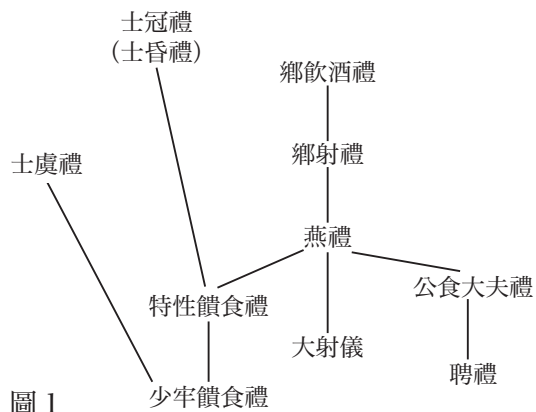 士冠禮
(士昏禮)
鄉飲酒禮
鄉射禮
士虞禮
燕禮
公食大夫禮
特性饋食禮
大射儀
聘禮
少牢饋食禮
圖 1